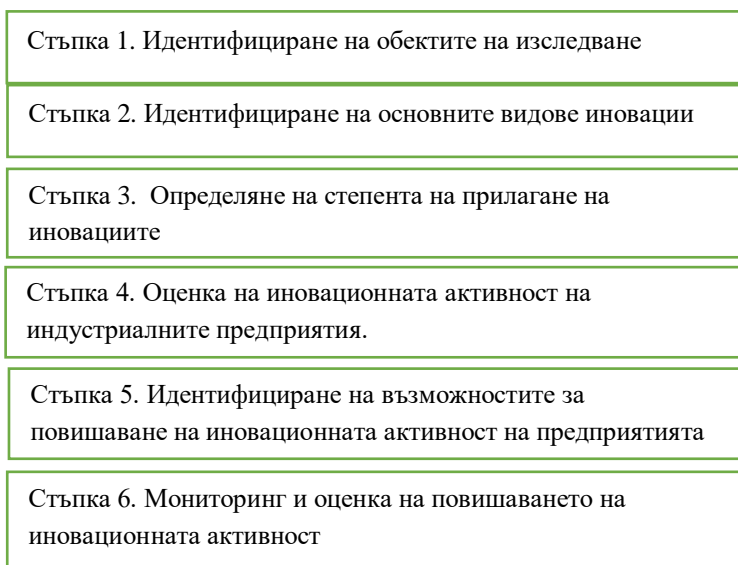 Стъпка 1. Идентифициране на обектите на изследване
Стъпка 2. Идентифициране на основните видове иновации
Стъпка 3. Определяне на степента на прилагане на
иновациите
Стъпка 4. Оценка на иновационната активност на
индустриалните предприятия.
Стъпка 5. Идентифициране на възможностите за
повишаване на иновационната активност на предприятията
Стъпка 6. Мониторинг и оценка на повишаването на
иновационната активност